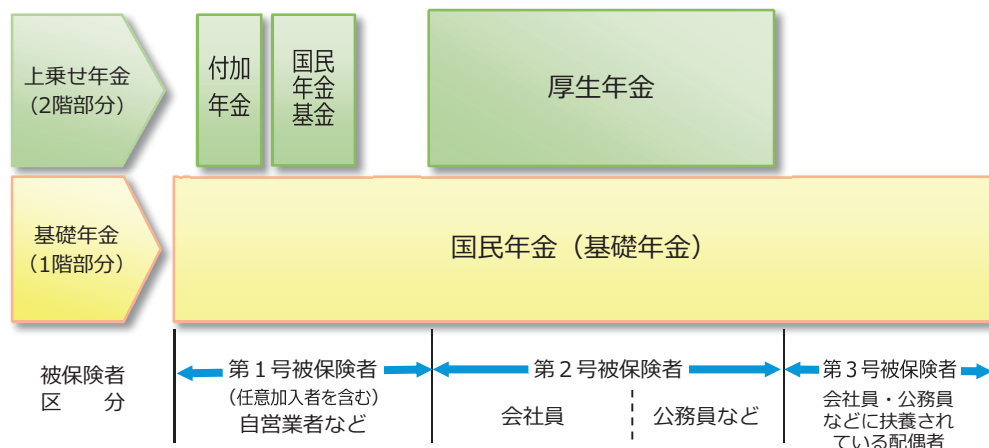 上乗せ年金
（2階部分）
付加
年金
国民
年金
基金
厚生年金
基礎年金
（1階部分）
国民年金（基礎年金）
被保険者
区　分
第１号被保険者
（任意加入者を含む）
自営業者など
第２号被保険者
会社員
公務員など
第３号被保険者
会社員・公務員
などに扶養され
ている配偶者